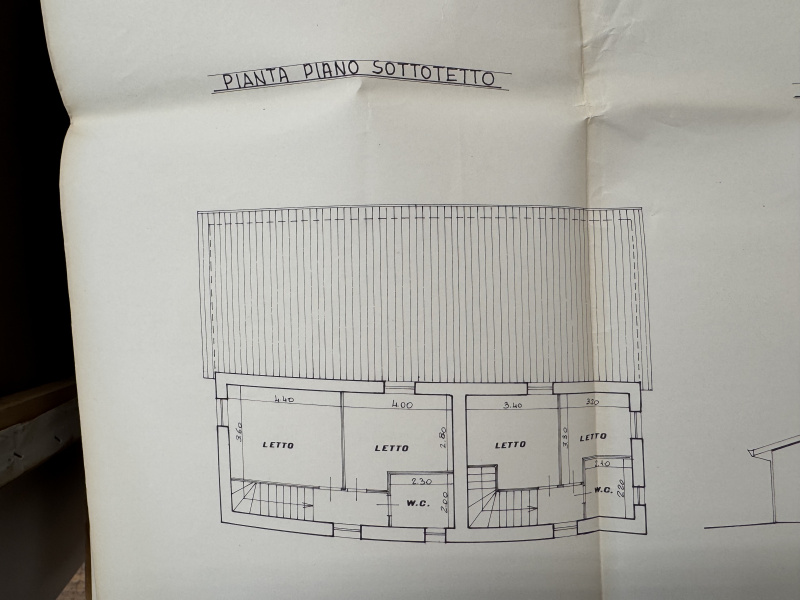 PIANTA PIANO SOTTOTETTO
4.40 4.00 3.40 3.20
3.60 2.80 3.30
LETTO LETTO LETTO LETTO
2.30 2.40
W.C. 2.00 W.C. 2.20